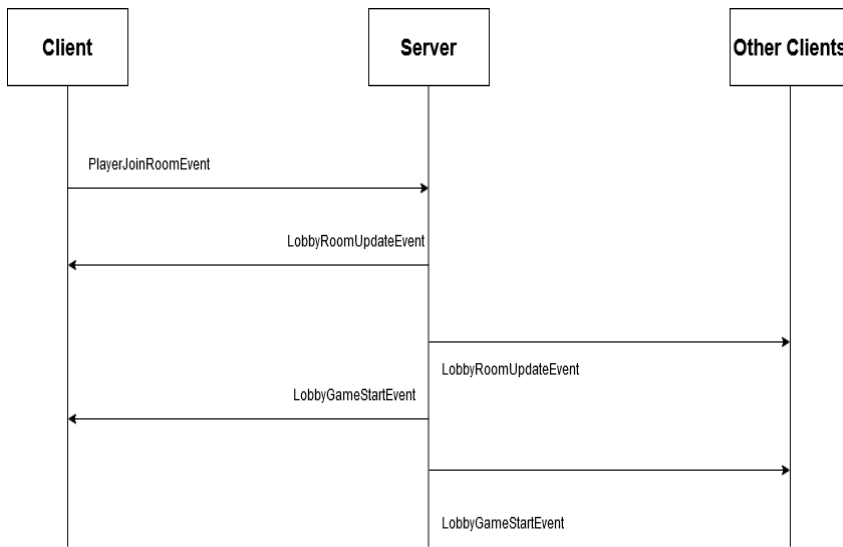 Client
Server
Other Clients
PlayerJoinRoomEvent
LobbyRoomUpdateEvent
LobbyRoomUpdateEvent
LobbyGameStartEvent
LobbyGameStartEvent